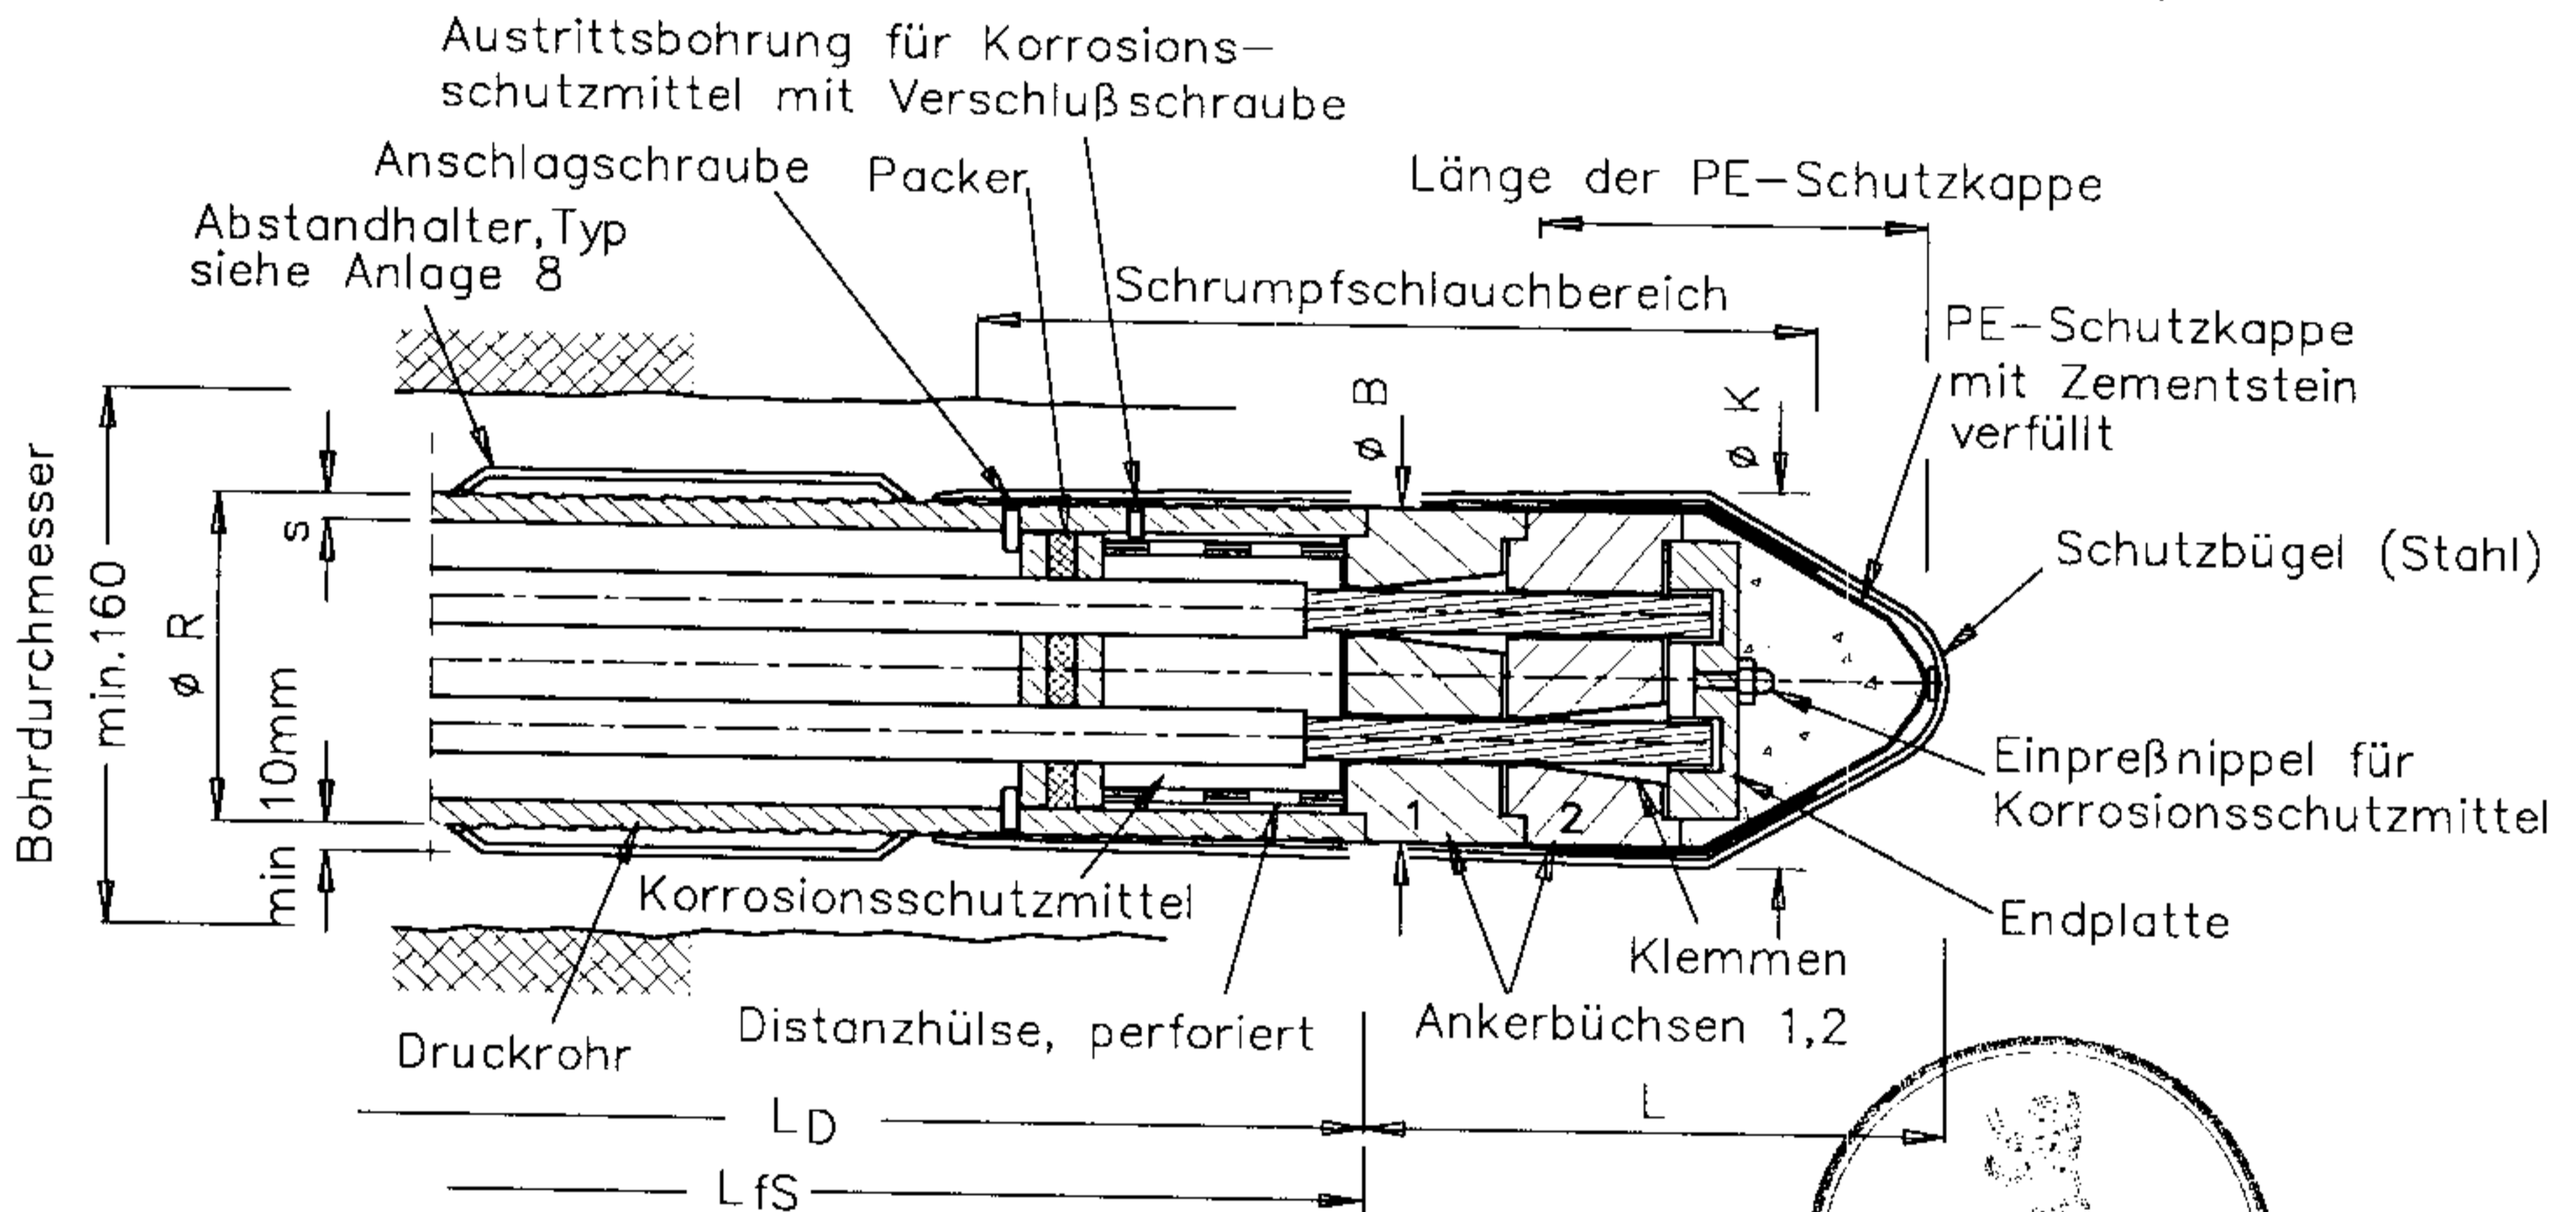 Austrittsbohrung für Korrosions–
schutzmittel mit Verschlußschraube
Anschlagschraube
Packer
Länge der PE–Schutzkappe
Abstandhalter, Typ
siehe Anlage 8
Schrumpfschlauchbereich
PE–Schutzkappe
mit Zementstein
verfüllt
ø B
ø K
Bohrdurchmesser
min.160
ø R
s
min 10mm
Schutzbügel (Stahl)
1
2
Einpreßnippel für
Korrosionsschutzmittel
Korrosionsschutzmittel
Endplatte
Klemmen
Distanzhülse, perforiert
Ankerbüchsen 1,2
Druckrohr
LD
L
LfS